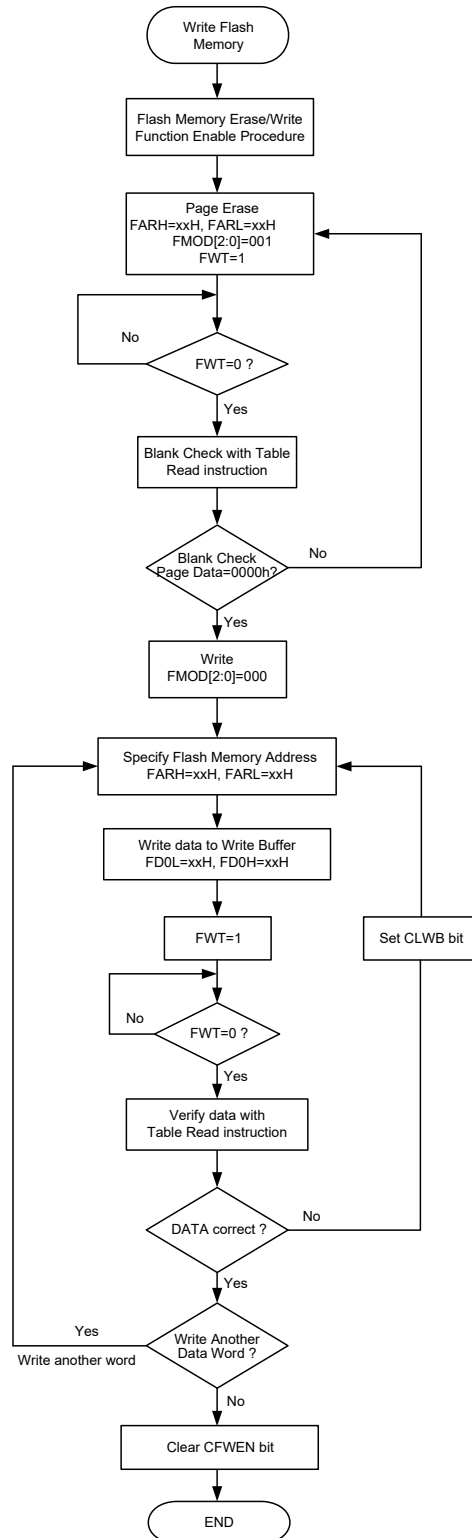 Write Flash
Memory
Flash Memory Erase/Write
Function Enable Procedure
Page Erase
FARH=xxH, FARL=xxH
FMOD[2:0]=001
FWT=1
No
FWT=0 ?
Yes
Blank Check with Table
Read instruction
Blank Check
Page Data=0000h?
No
Yes
Write
FMOD[2:0]=000
Specify Flash Memory Address
FARH=xxH, FARL=xxH
Write data to Write Buffer
FD0L=xxH, FD0H=xxH
FWT=1
Set CLWB bit
No
FWT=0 ?
Yes
Verify data with
Table Read instruction
DATA correct ?
No
Yes
Yes
Write another word
Write Another
Data Word ?
No
Clear CFWEN bit
END